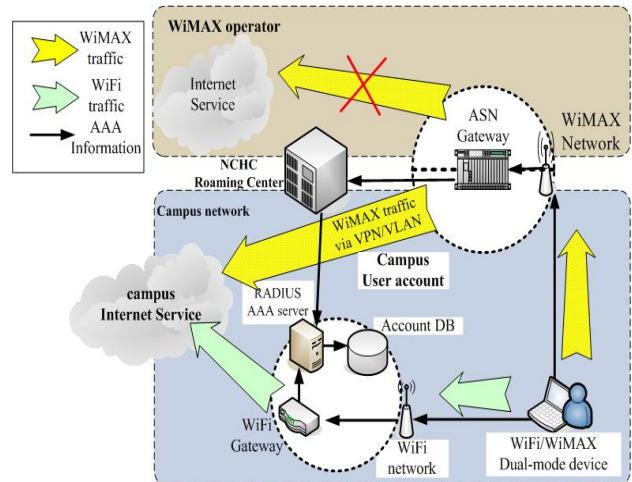 WiMAX
traffic
WiFi
traffic
AAA
Information
WiMAX operator
Internet
Service
ASN
Gateway
WiMAX
Network
NCHC
Roaming Center
Campus network
WiMAX traffic
via VPN/VLAN
Campus
User account
campus
Internet Service
RADIUS
AAA server
Account DB
WiFi
Gateway
WiFi
network
WiFi/WiMAX
Dual-mode device